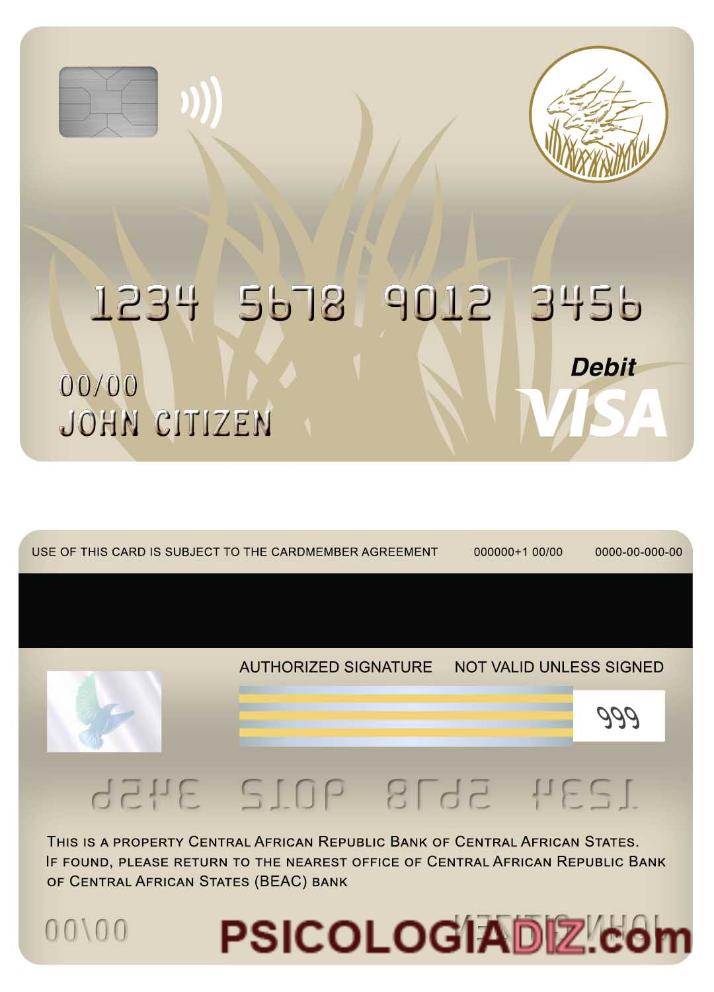 1234 5678 9012 3456
Debit
00/00
VISA
JOHN CITIZEN
USE OF THIS CARD IS SUBJECT TO THE CARDMEMBER AGREEMENT 000000+1 00/00 0000-00-000-00
AUTHORIZED SIGNATURE NOT VALID UNLESS SIGNED
999
1234 5678 9012 3456
THIS IS A PROPERTY CENTRAL AFRICAN REPUBLIC BANK OF CENTRAL AFRICAN STATES.
IF FOUND, PLEASE RETURN TO THE NEAREST OFFICE OF CENTRAL AFRICAN REPUBLIC BANK
OF CENTRAL AFRICAN STATES (BEAC) BANK
00/00 JOHN CITIZEN
PSICOLOGIADIZ.com